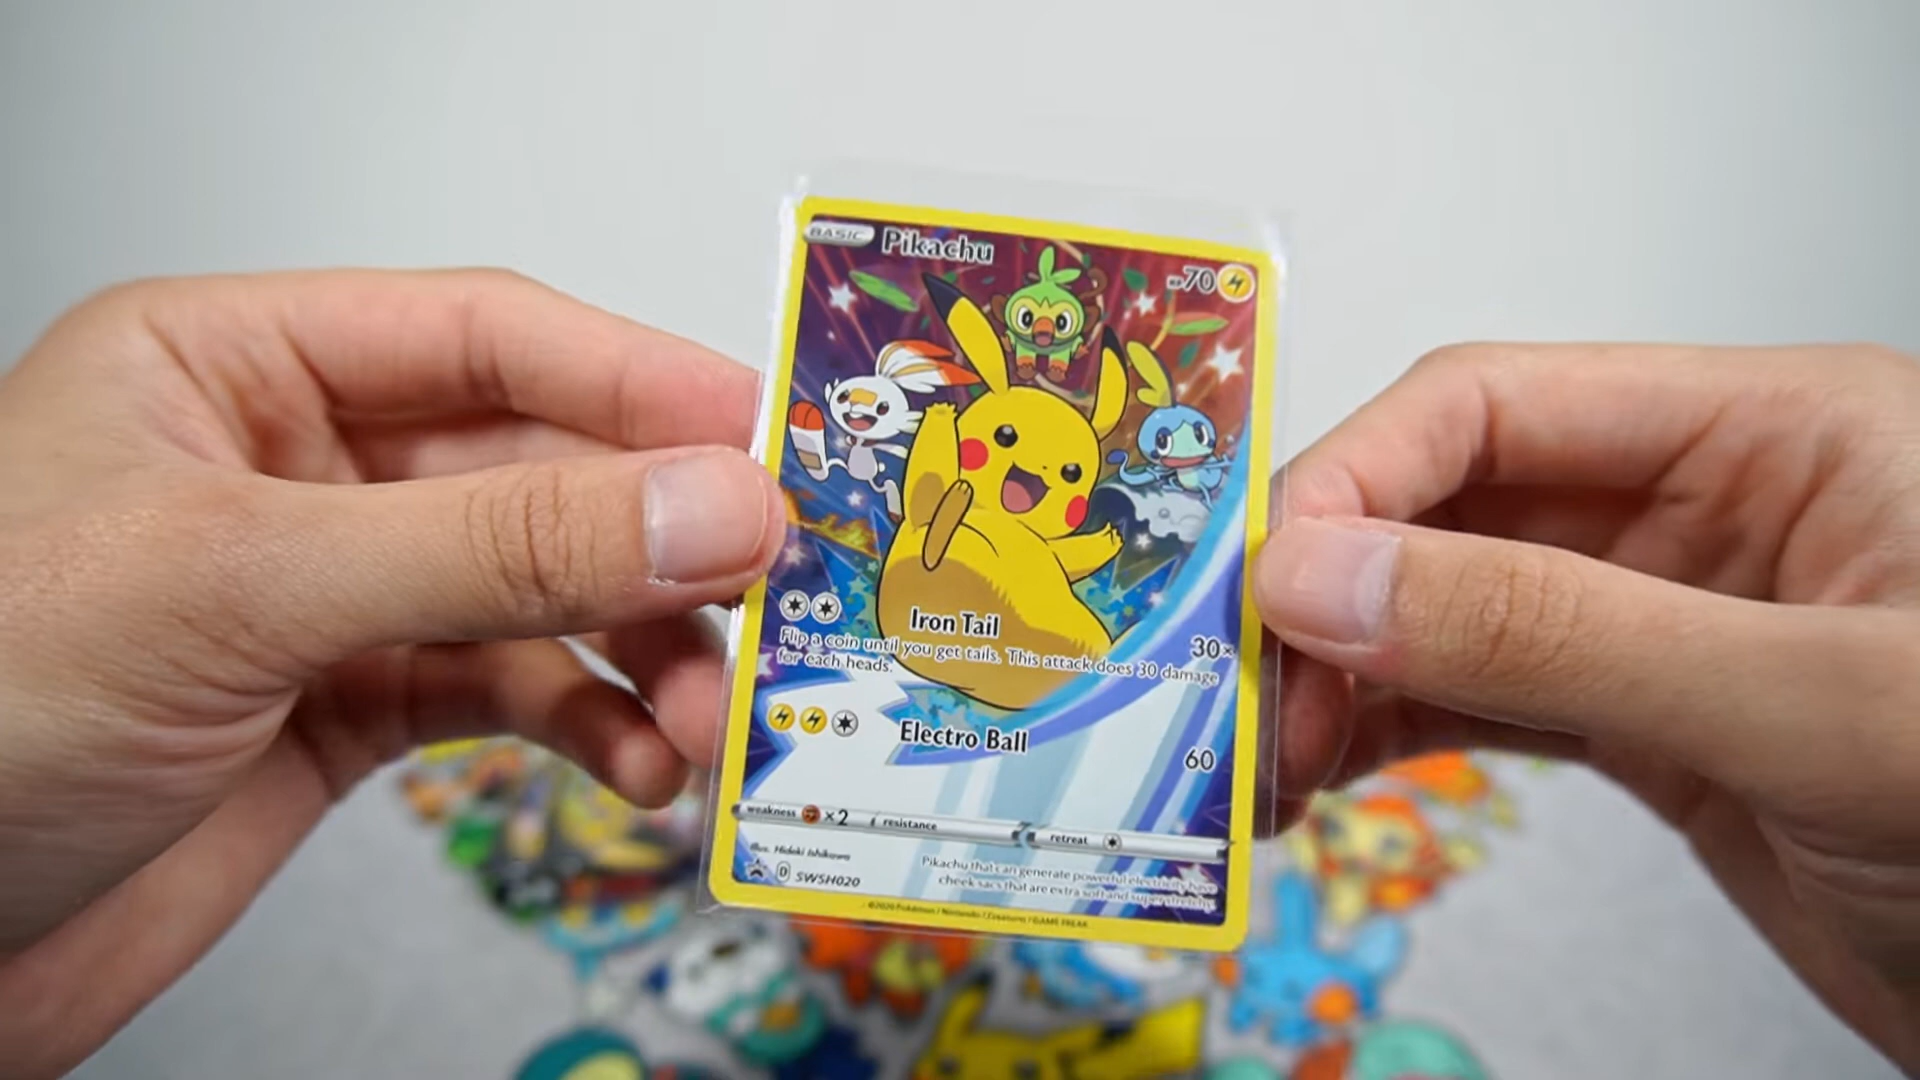 BASIC Pikachu HP 70
Iron Tail 30×
Flip a coin until you get tails. This attack does 30 damage
for each heads.
Electro Ball 60
weakness ×2 resistance retreat
Illus. Hideki Ishikawa
D SWSH020
Pikachu that can generate powerful electricity have
cheek sacs that are extra soft and super stretchy.
©2020 Pokémon / Nintendo / Creatures / GAME FREAK